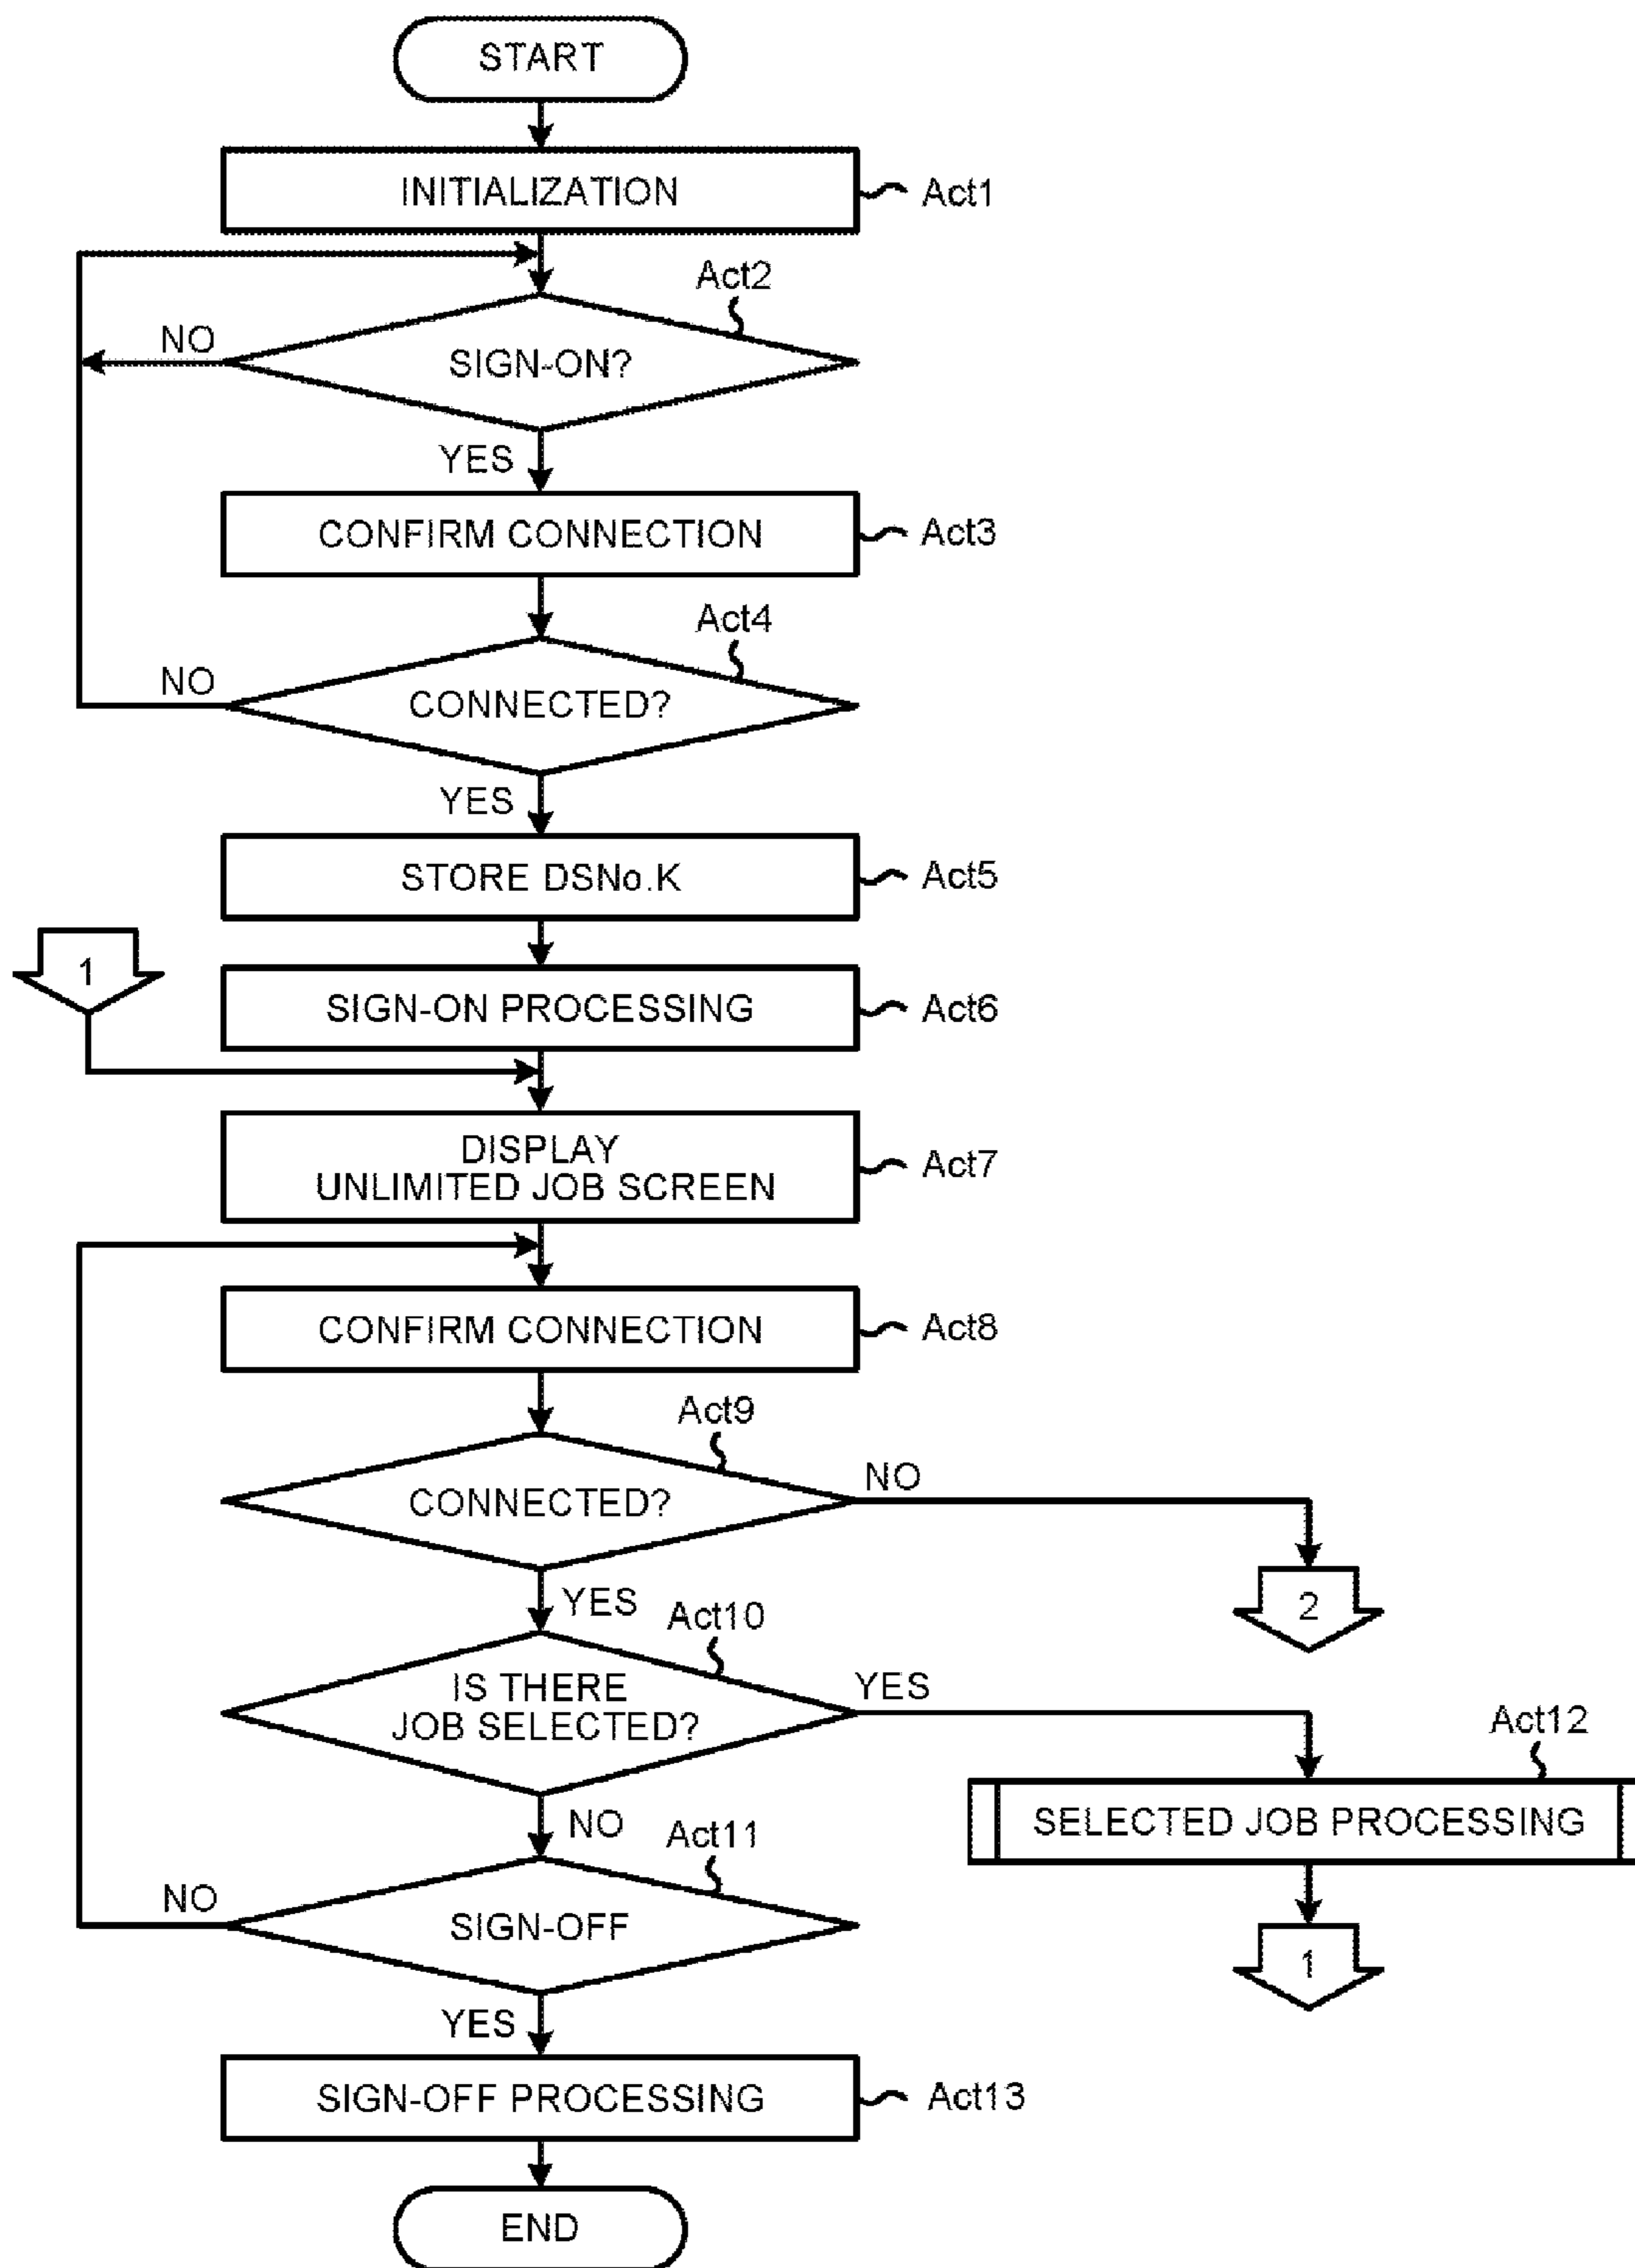 START
INITIALIZATION
Act1
Act2
NO
SIGN-ON?
YES
CONFIRM CONNECTION
Act3
Act4
NO
CONNECTED?
YES
STORE DSNo.K
Act5
1
SIGN-ON PROCESSING
Act6
DISPLAY
UNLIMITED JOB SCREEN
Act7
CONFIRM CONNECTION
Act8
Act9
CONNECTED?
NO
YES
2
Act10
IS THERE
JOB SELECTED?
YES
Act12
SELECTED JOB PROCESSING
NO
Act11
NO
SIGN-OFF
1
YES
SIGN-OFF PROCESSING
Act13
END